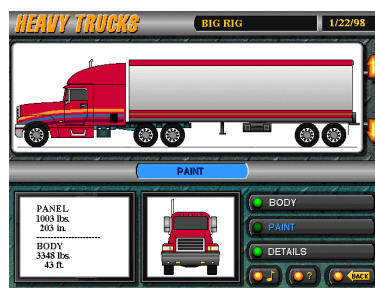 HEAVY TRUCKS
BIG RIG
1/22/98
PAINT
PANEL
1003 lbs.
203 in.
BODY
3348 lbs.
43 ft.
BODY
PAINT
DETAILS
?
BACK